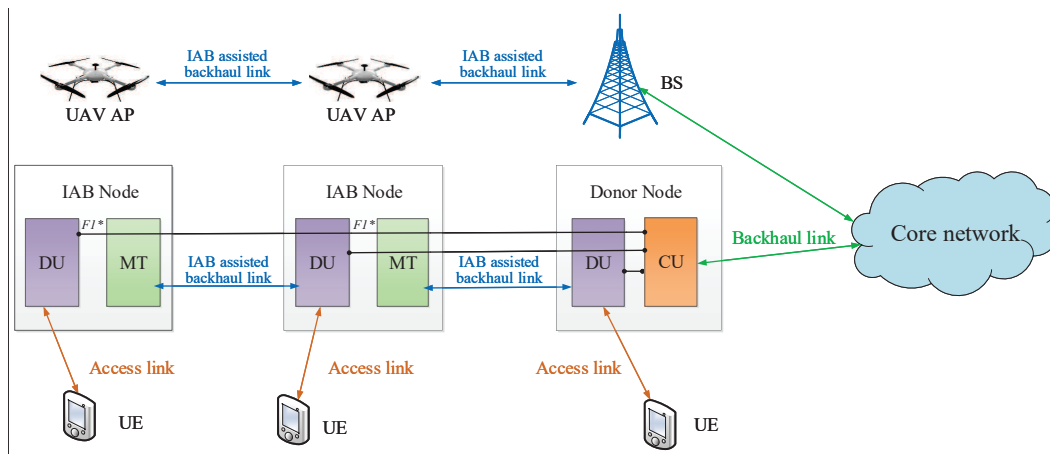 IAB assisted
backhaul link
IAB assisted
backhaul link
UAV AP
UAV AP
BS
IAB Node
IAB Node
Donor Node
F1*
F1*
DU
MT
DU
MT
DU
CU
IAB assisted
backhaul link
IAB assisted
backhaul link
Backhaul link
Core network
Access link
Access link
Access link
UE
UE
UE